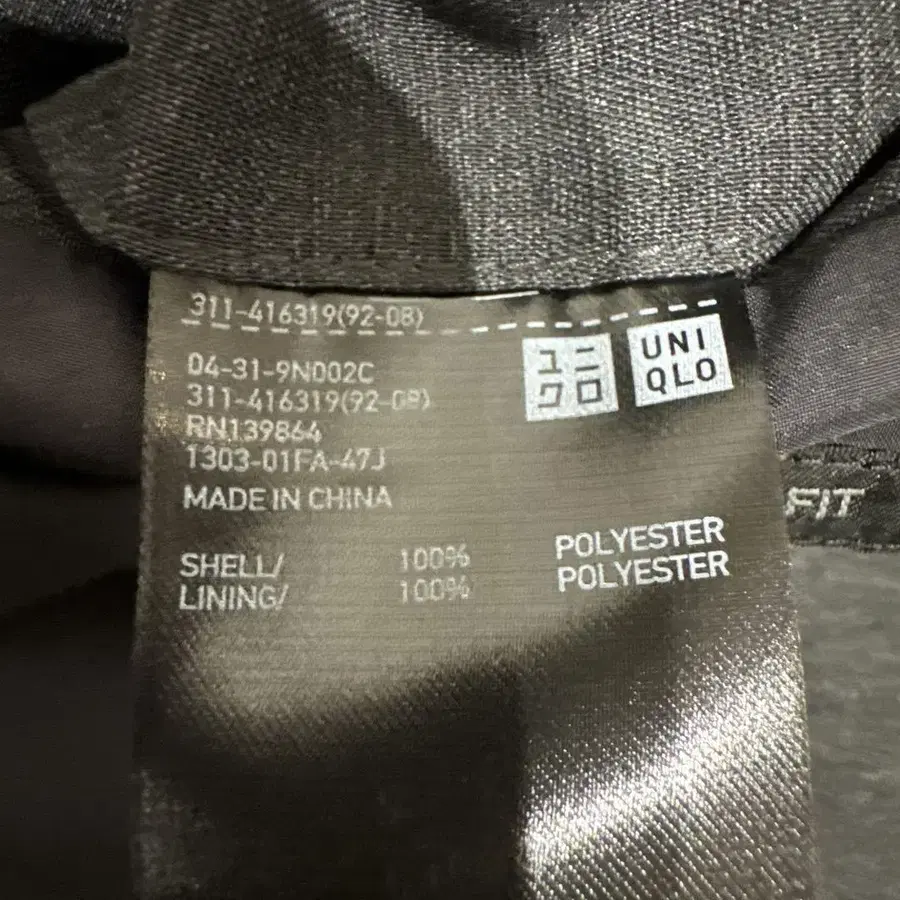 311-416319(92-08)
ユニ
クロ
UNI
QLO
04-31-9N002C
311-416319(92-08)
RN139864
1303-01FA-47J
MADE IN CHINA
FIT
SHELL/ 100% POLYESTER
LINING/ 100% POLYESTER